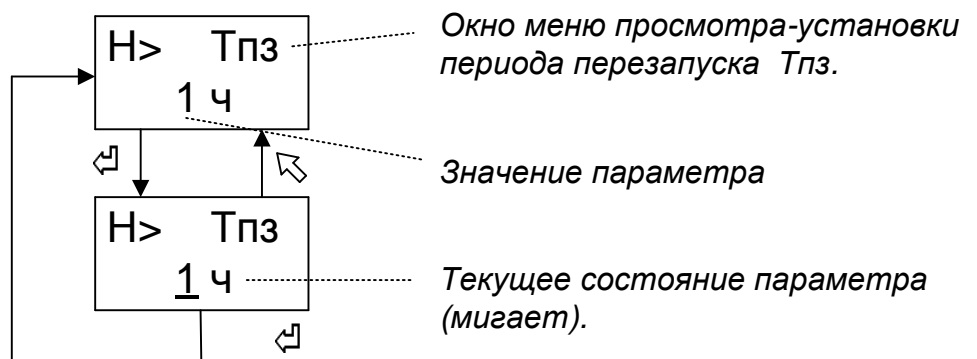 Н> Тпз
1 ч
Окно меню просмотра-установки
периода перезапуска Тпз.
Значение параметра
Н> Тпз
1 ч
Текущее состояние параметра
(мигает).